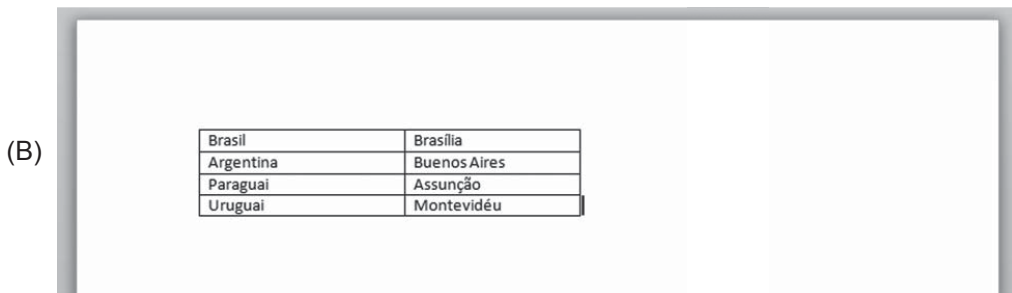 (B)
Brasil Brasília
Argentina Buenos Aires
Paraguai Assunção
Uruguai Montevidéu